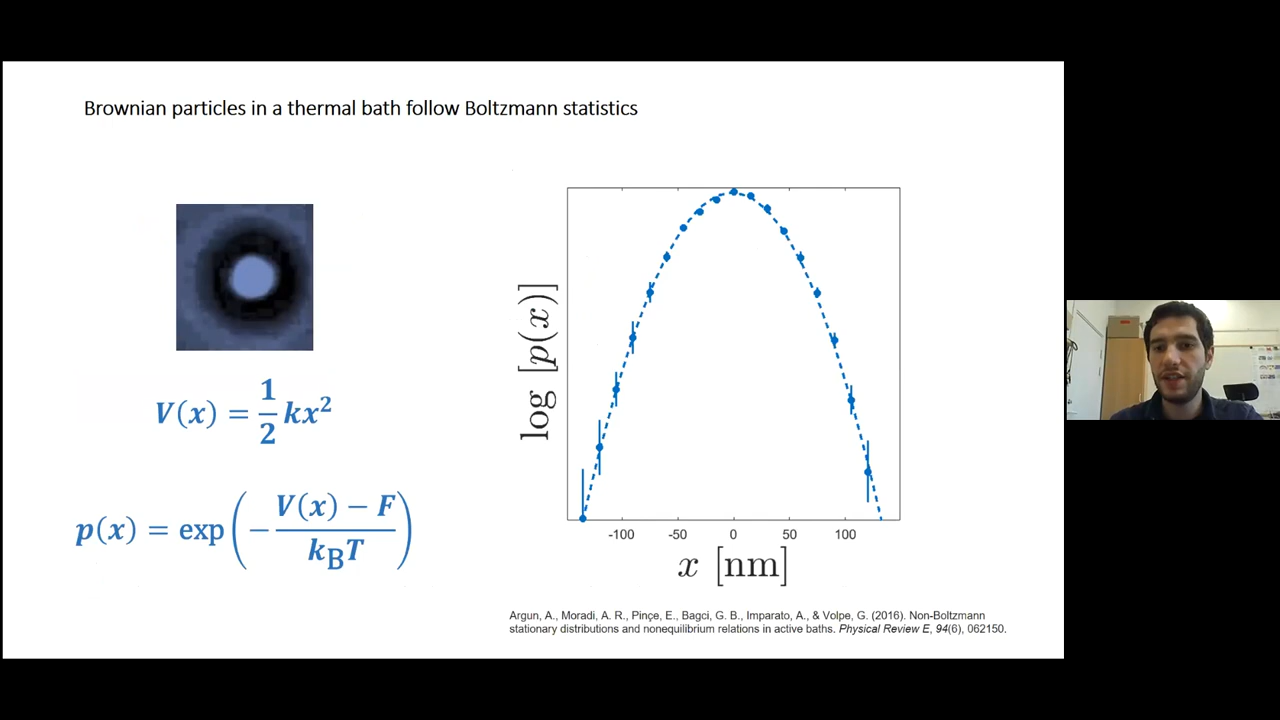 Brownian particles in a thermal bath follow Boltzmann statistics
V(x) = 1/2 kx²
p(x) = exp(− (V(x) − F)/(k_B T))
log [p(x)]
-100 -50 0 50 100
x [nm]
Argun, A., Moradi, A. R., Pinçe, E., Bagci, G. B., Imparato, A., & Volpe, G. (2016). Non-Boltzmann
stationary distributions and nonequilibrium relations in active baths. Physical Review E, 94(6), 062150.